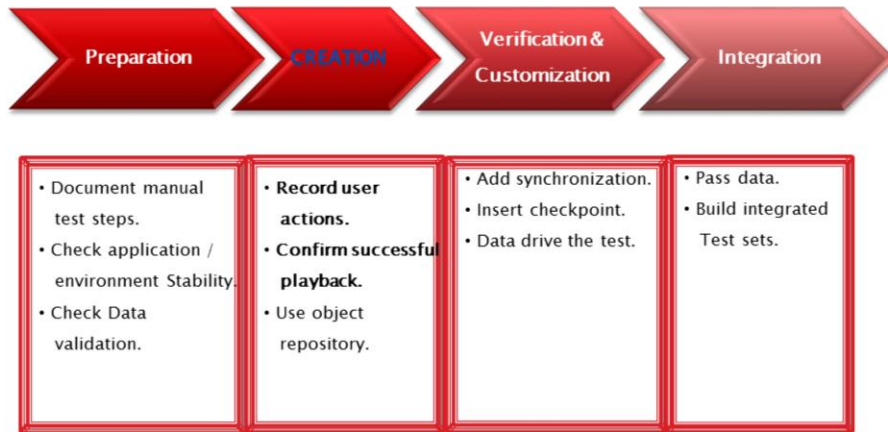 Preparation
CREATION
Verification &
Customization
Integration
• Document manual
test steps.
• Check application /
environment Stability.
• Check Data
validation.
• Record user
actions.
• Confirm successful
playback.
• Use object
repository.
• Add synchronization.
• Insert checkpoint.
• Data drive the test.
• Pass data.
• Build integrated
Test sets.